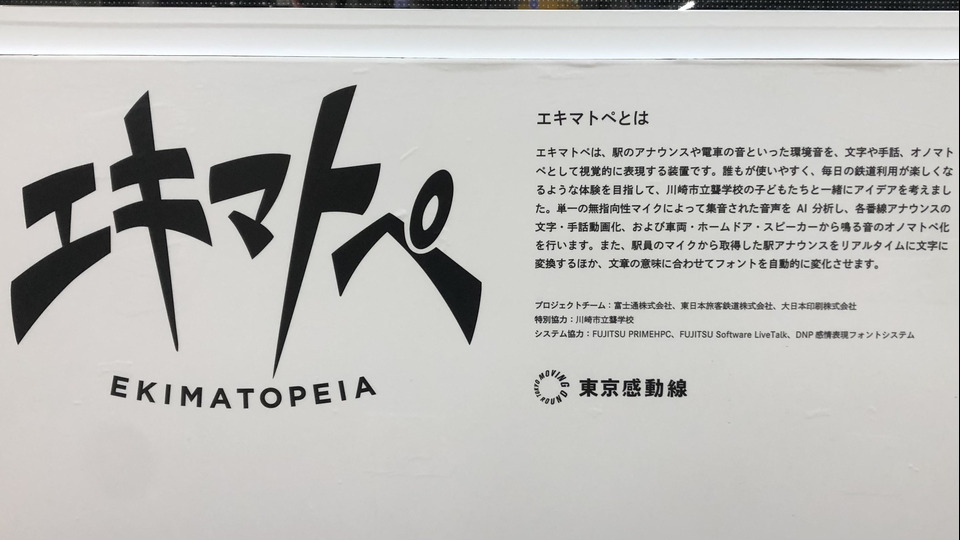 エキマトペ
EKIMATOPEIA
エキマトペとは
エキマトペは、駅のアナウンスや電車の音といった環境音を、文字や手話、オノマト
ペとして視覚的に表現する装置です。誰もが使いやすく、毎日の鉄道利用が楽しくな
るような体験を目指して、川崎市立聾学校の子どもたちと一緒にアイデアを考えまし
た。単一の無指向性マイクによって集音された音声を AI 分析し、各番線アナウンスの
文字・手話動画化、および車両・ホームドア・スピーカーから鳴る音のオノマトペ化
を行います。また、駅員のマイクから取得した駅アナウンスをリアルタイムに文字に
変換するほか、文章の意味に合わせてフォントを自動的に変化させます。
プロジェクトチーム：富士通株式会社、東日本旅客鉄道株式会社、大日本印刷株式会社
特別協力：川崎市立聾学校
システム協力：FUJITSU PRIMEHPC、FUJITSU Software LiveTalk、DNP 感情表現フォントシステム
TOKYO MOVING ROUND
東京感動線